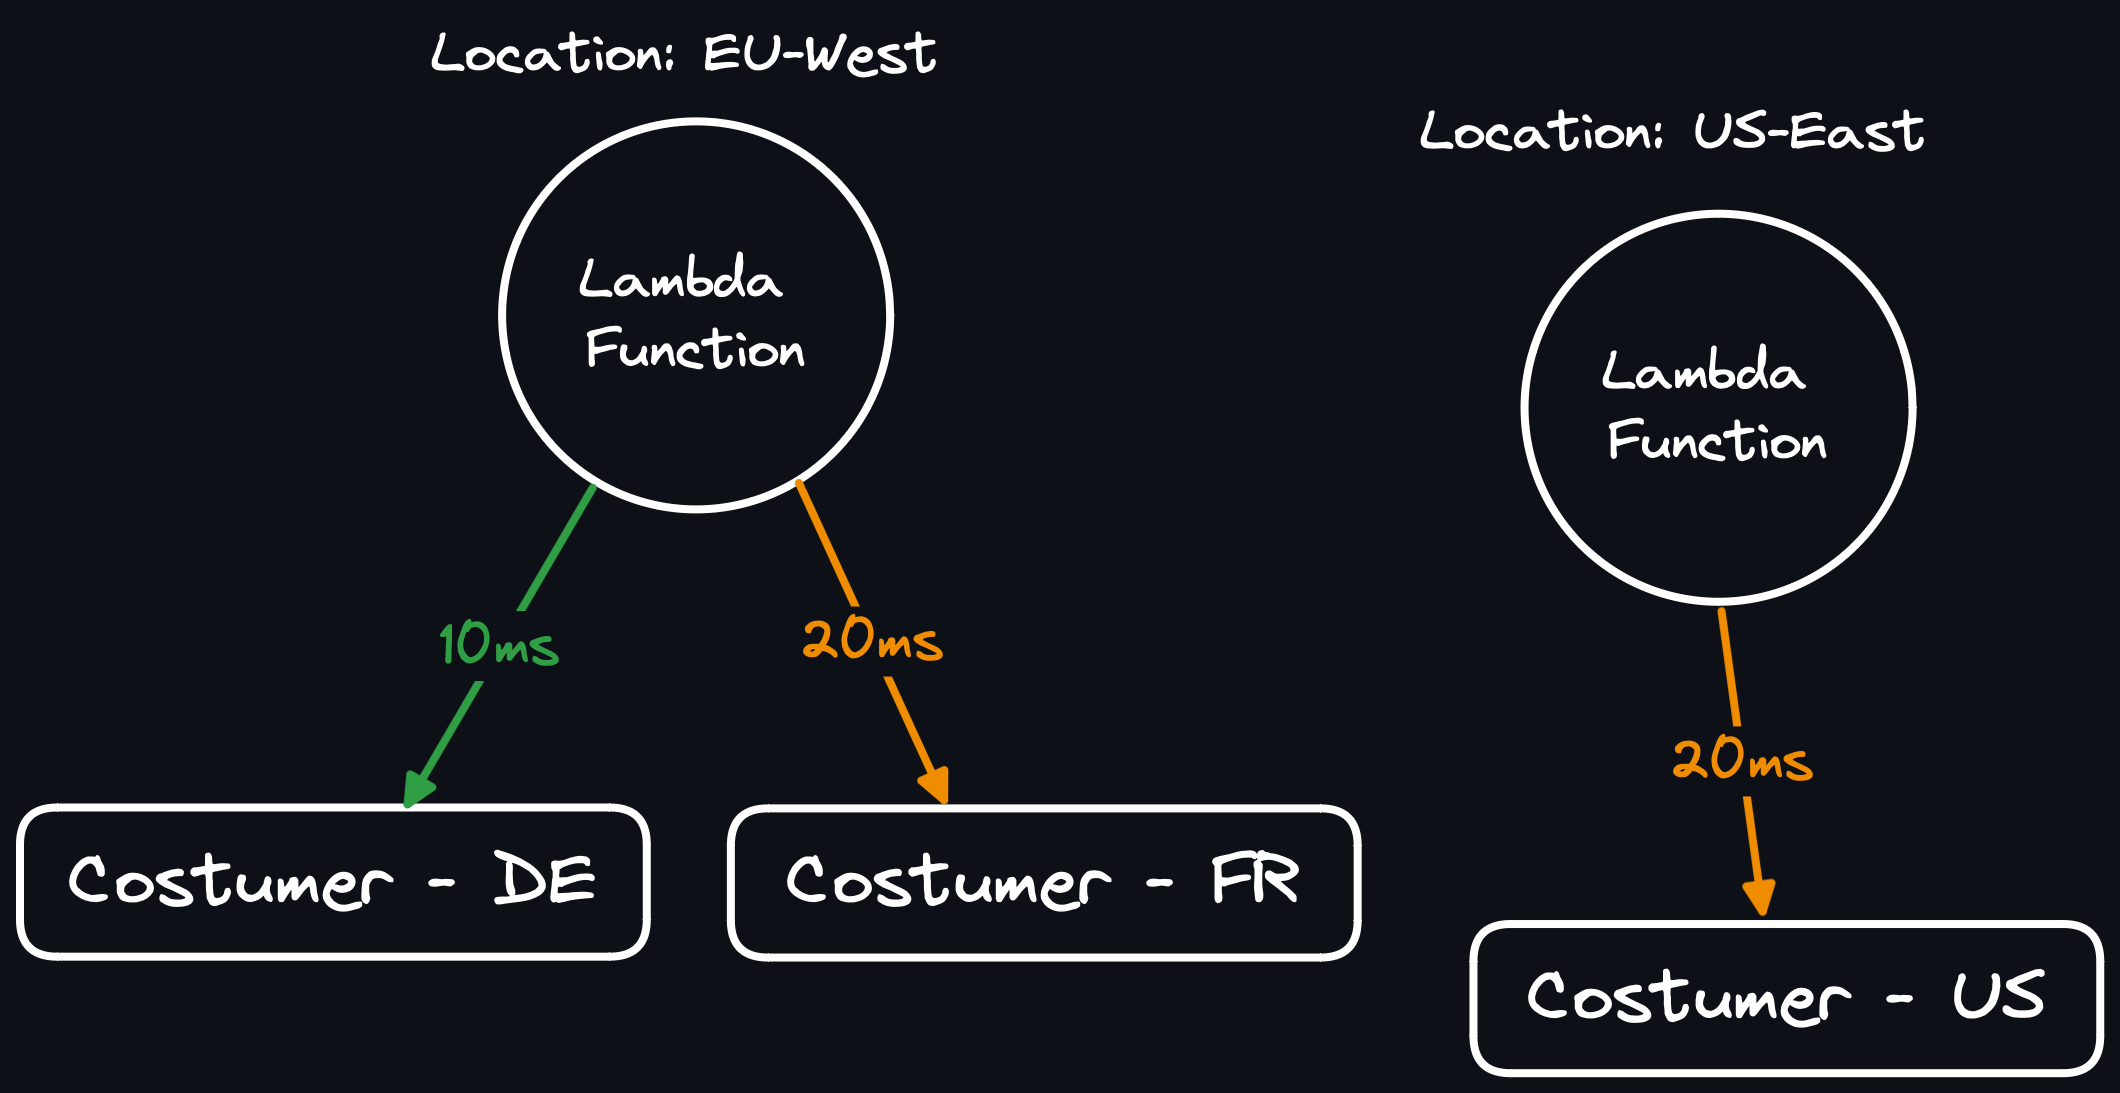 Location: EU-West
Lambda
Function
10ms
20ms
Costumer - DE
Costumer - FR
Location: US-East
Lambda
Function
20ms
Costumer - US